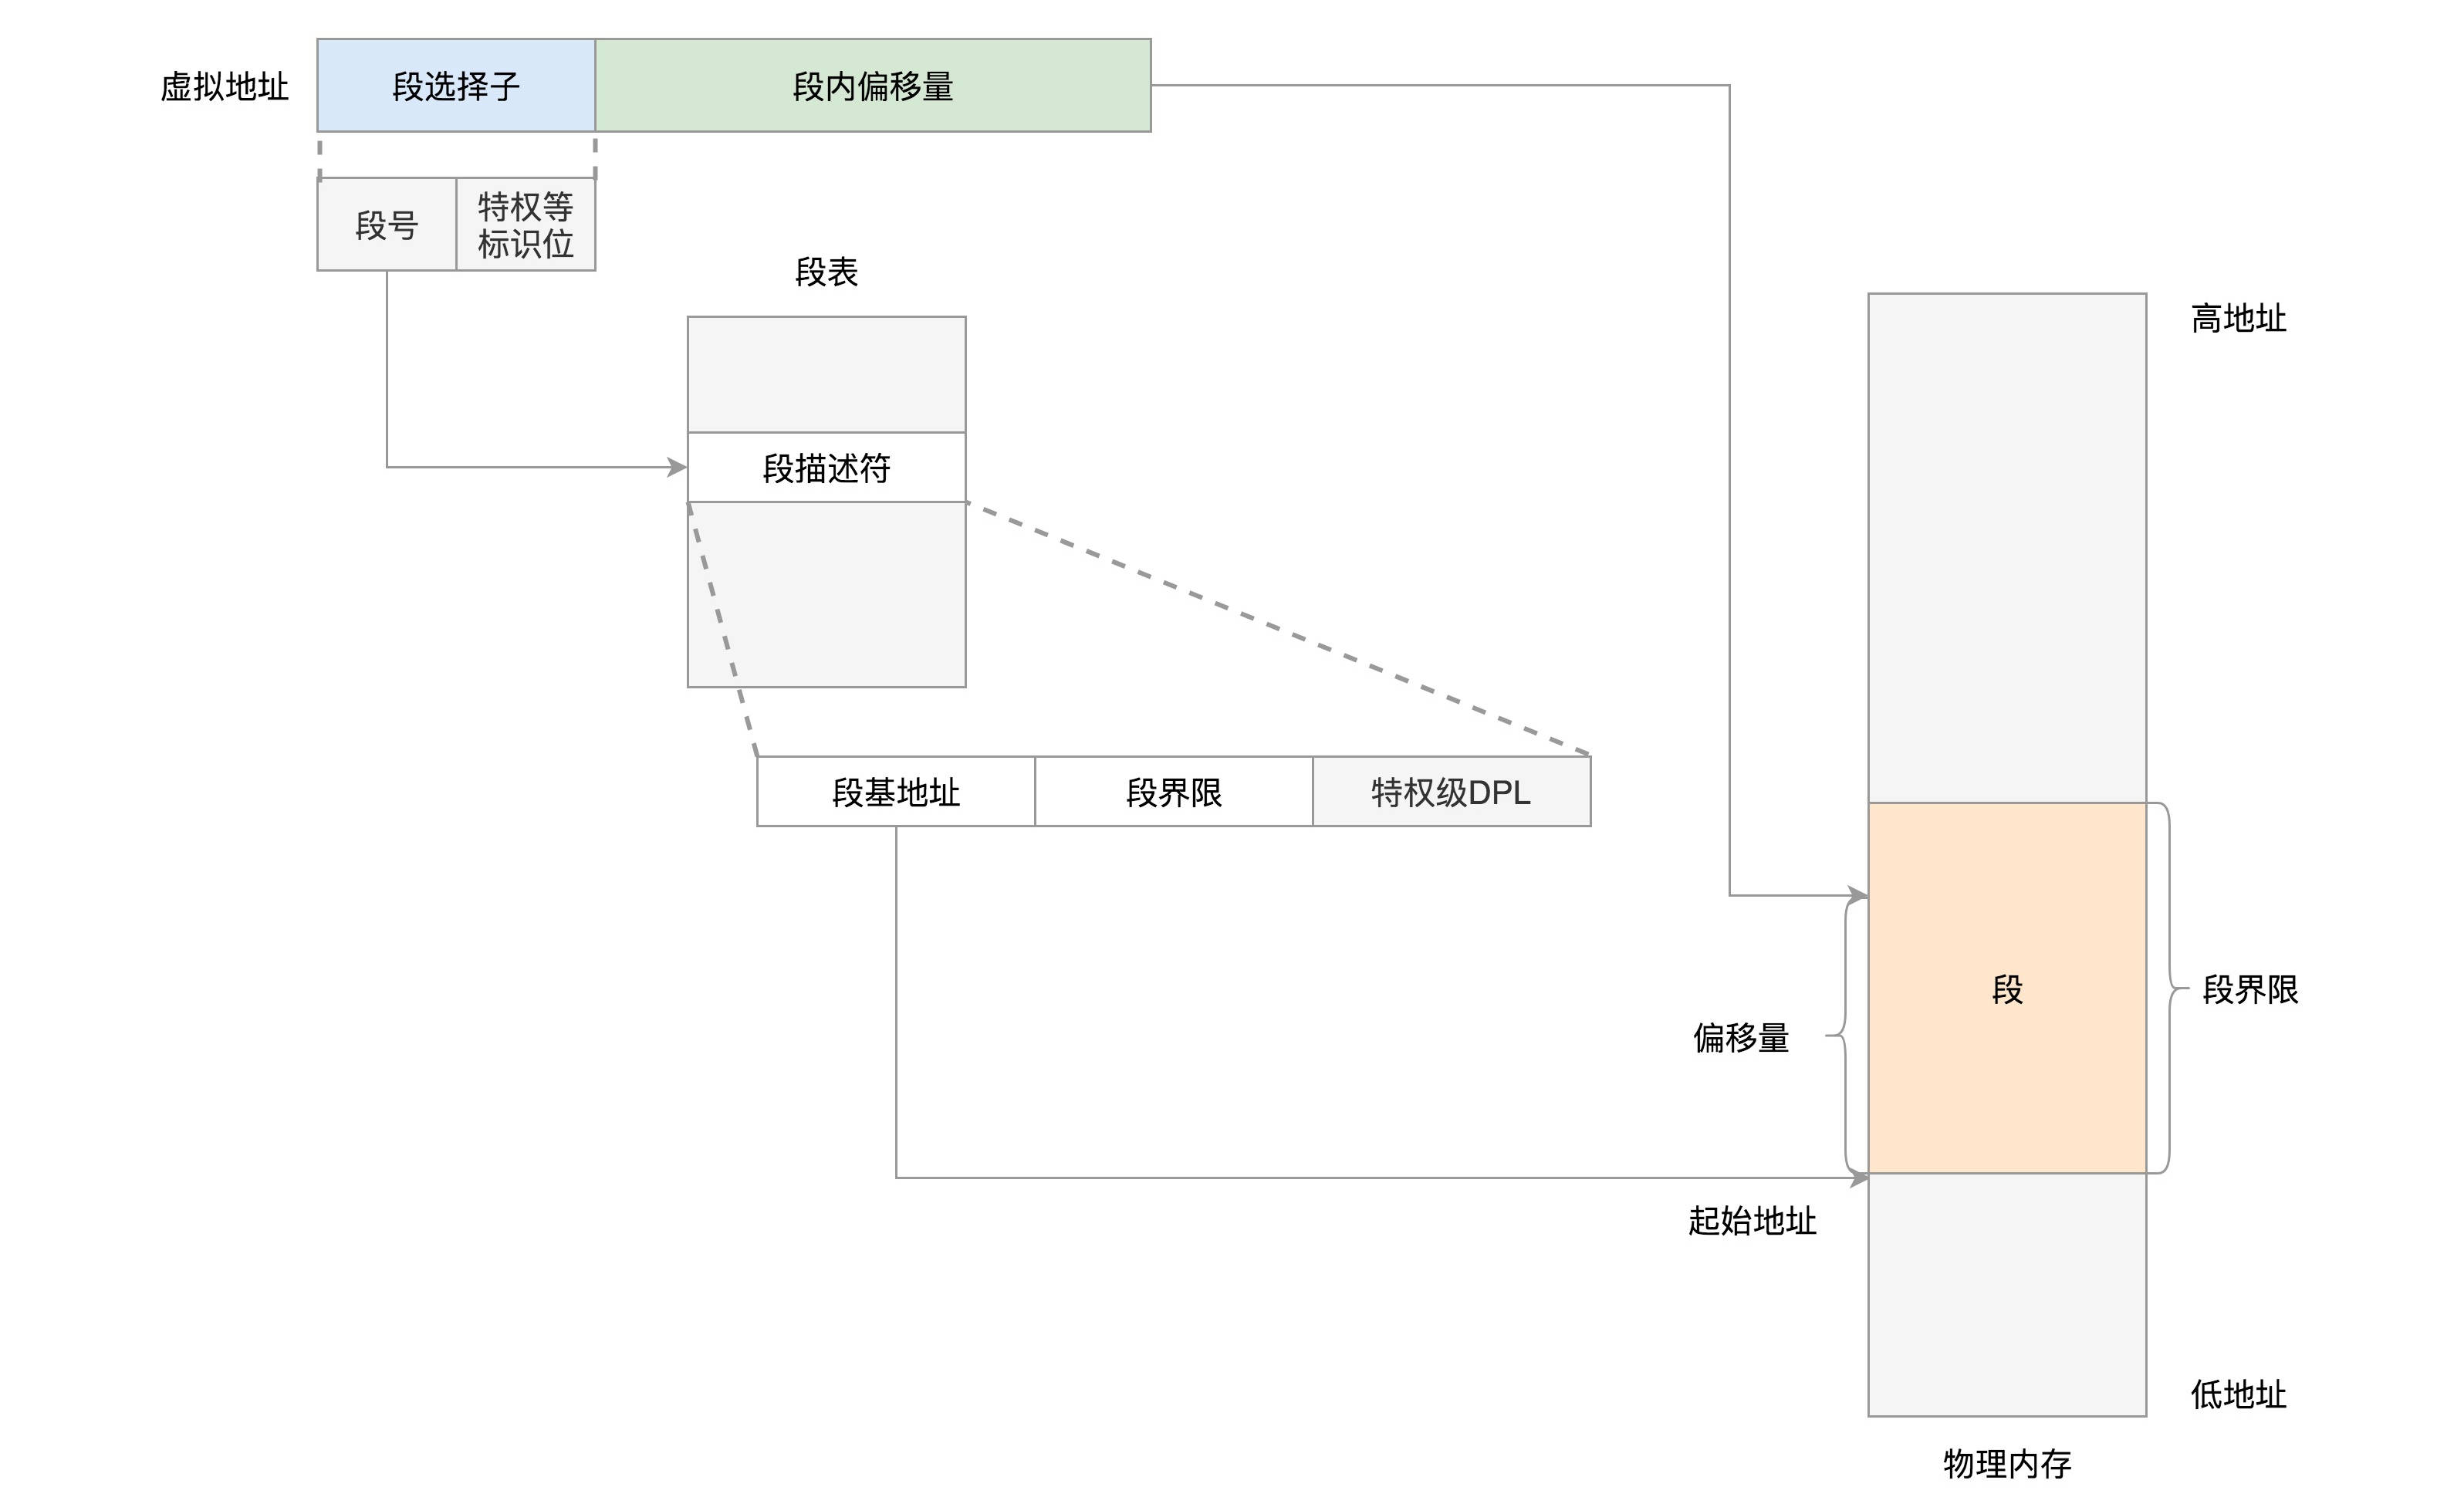 虚拟地址
段选择子
段内偏移量
段号
特权等
标识位
段表
高地址
段描述符
段基地址
段界限
特权级DPL
段
段界限
偏移量
起始地址
低地址
物理内存